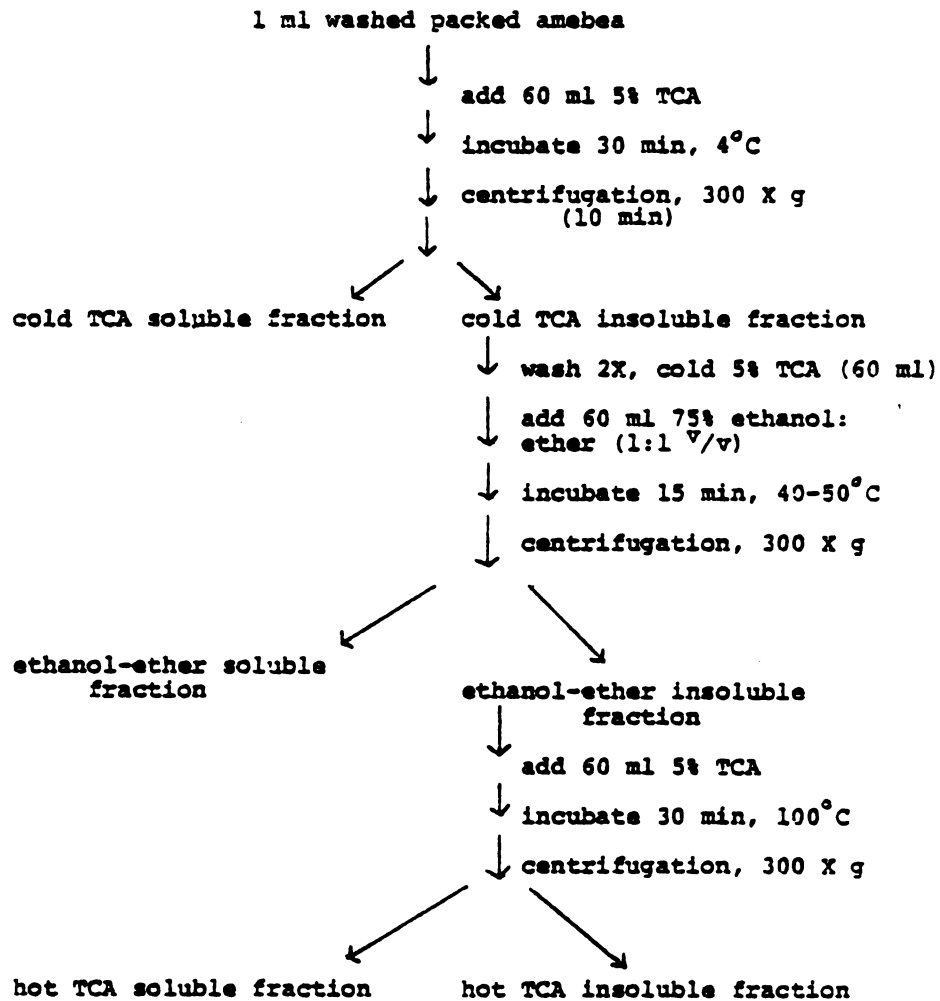 1 ml washed packed amebea
add 60 ml 5% TCA
incubate 30 min, 4°C
centrifugation, 300 X g
(10 min)
cold TCA soluble fraction
cold TCA insoluble fraction
wash 2X, cold 5% TCA (60 ml)
add 60 ml 75% ethanol:
ether (1:1 v/v)
incubate 15 min, 40-50°C
centrifugation, 300 X g
ethanol-ether soluble
fraction
ethanol-ether insoluble
fraction
add 60 ml 5% TCA
incubate 30 min, 100°C
centrifugation, 300 X g
hot TCA soluble fraction
hot TCA insoluble fraction